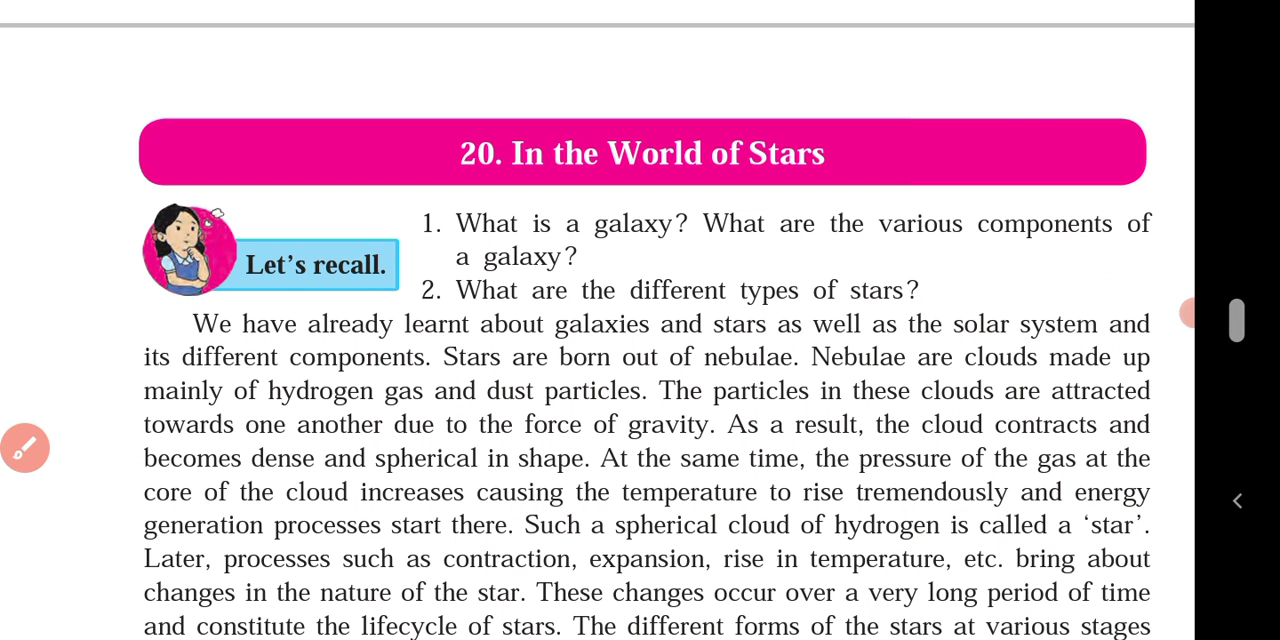 20. In the World of Stars
Let's recall.
1. What is a galaxy? What are the various components of
a galaxy?
2. What are the different types of stars?
We have already learnt about galaxies and stars as well as the solar system and
its different components. Stars are born out of nebulae. Nebulae are clouds made up
mainly of hydrogen gas and dust particles. The particles in these clouds are attracted
towards one another due to the force of gravity. As a result, the cloud contracts and
becomes dense and spherical in shape. At the same time, the pressure of the gas at the
core of the cloud increases causing the temperature to rise tremendously and energy
generation processes start there. Such a spherical cloud of hydrogen is called a ‘star’.
Later, processes such as contraction, expansion, rise in temperature, etc. bring about
changes in the nature of the star. These changes occur over a very long period of time
and constitute the lifecycle of stars. The different forms of the stars at various stages